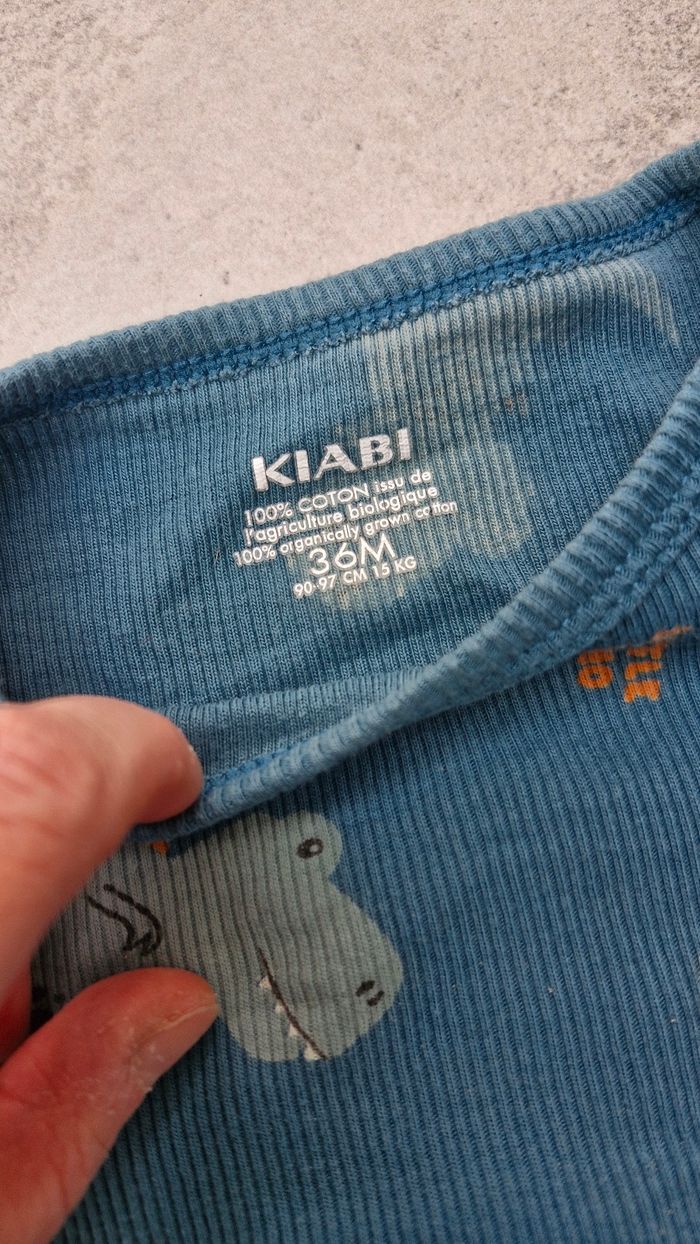 KIABI
100% COTON issu de
l'agriculture biologique
100% organically grown cotton
36M
90-97 CM 15 KG